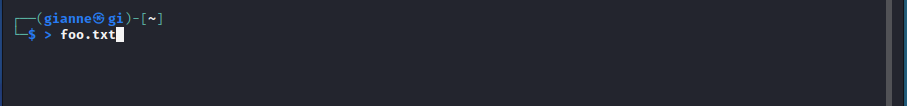 ┌──(gianne㉿gi)-[~]
└─$ > foo.txt